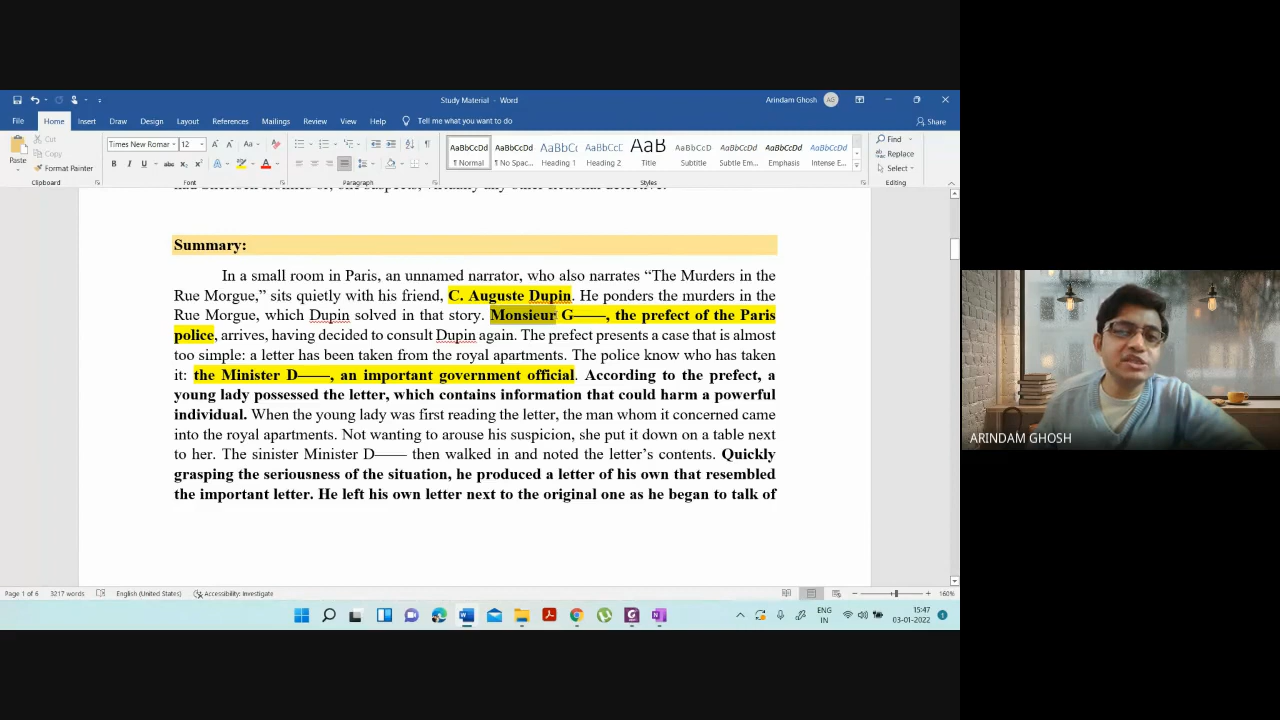 Study Material - Word
Arindam Ghosh
AG
File
Home
Insert
Draw
Design
Layout
References
Mailings
Review
View
Help
Tell me what you want to do
Share
Paste
Cut
Copy
Format Painter
Clipboard
Times New Romar
12
Font
Paragraph
AaBbCcDd
¶ Normal
AaBbCcDd
¶ No Spac...
AaBbCc
Heading 1
AaBbCcC
Heading 2
AaB
Title
AaBbCcD
Subtitle
AaBbCcDd
Subtle Em...
AaBbCcDd
Emphasis
AaBbCcDd
Intense E...
Styles
Find
Replace
Select
Editing
Summary:
In a small room in Paris, an unnamed narrator, who also narrates “The Murders in the
Rue Morgue,” sits quietly with his friend, C. Auguste Dupin. He ponders the murders in the
Rue Morgue, which Dupin solved in that story. Monsieur G——, the prefect of the Paris
police, arrives, having decided to consult Dupin again. The prefect presents a case that is almost
too simple: a letter has been taken from the royal apartments. The police know who has taken
it: the Minister D——, an important government official. According to the prefect, a
young lady possessed the letter, which contains information that could harm a powerful
individual. When the young lady was first reading the letter, the man whom it concerned came
into the royal apartments. Not wanting to arouse his suspicion, she put it down on a table next
to her. The sinister Minister D—— then walked in and noted the letter’s contents. Quickly
grasping the seriousness of the situation, he produced a letter of his own that resembled
the important letter. He left his own letter next to the original one as he began to talk of
Page 1 of 6
3217 words
English (United States)
Accessibility: Investigate
160%
ENG
IN
15:47
03-01-2022
ARINDAM GHOSH